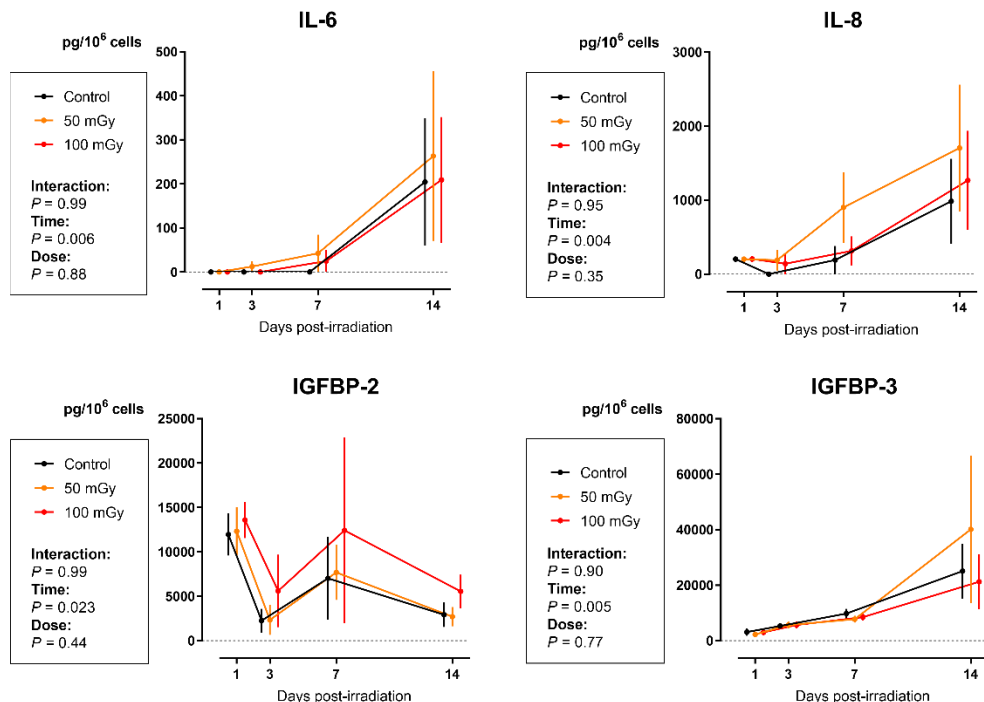 IL-6
pg/10⁶ cells
500
400
300
200
100
0
Control
50 mGy
100 mGy
Interaction:
P = 0.99
Time:
P = 0.006
Dose:
P = 0.88
1 3 7 14
Days post-irradiation
IL-8
pg/10⁶ cells
3000
2000
1000
0
Control
50 mGy
100 mGy
Interaction:
P = 0.95
Time:
P = 0.004
Dose:
P = 0.35
1 3 7 14
Days post-irradiation
IGFBP-2
pg/10⁶ cells
25000
20000
15000
10000
5000
0
Control
50 mGy
100 mGy
Interaction:
P = 0.99
Time:
P = 0.023
Dose:
P = 0.44
1 3 7 14
Days post-irradiation
IGFBP-3
pg/10⁶ cells
80000
60000
40000
20000
0
Control
50 mGy
100 mGy
Interaction:
P = 0.90
Time:
P = 0.005
Dose:
P = 0.77
1 3 7 14
Days post-irradiation